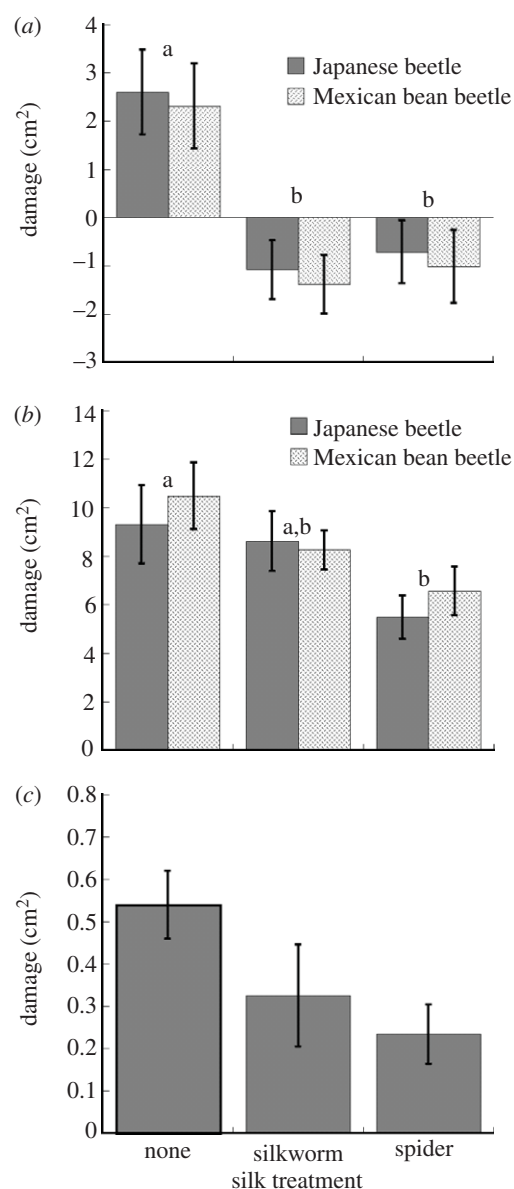 (a)
4
3
2
1
0
−1
−2
−3
damage (cm²)
a
b
b
Japanese beetle
Mexican bean beetle
(b)
14
12
10
8
6
4
2
0
damage (cm²)
a
a,b
b
Japanese beetle
Mexican bean beetle
(c)
0.8
0.7
0.6
0.5
0.4
0.3
0.2
0.1
0
damage (cm²)
none
silkworm
spider
silk treatment